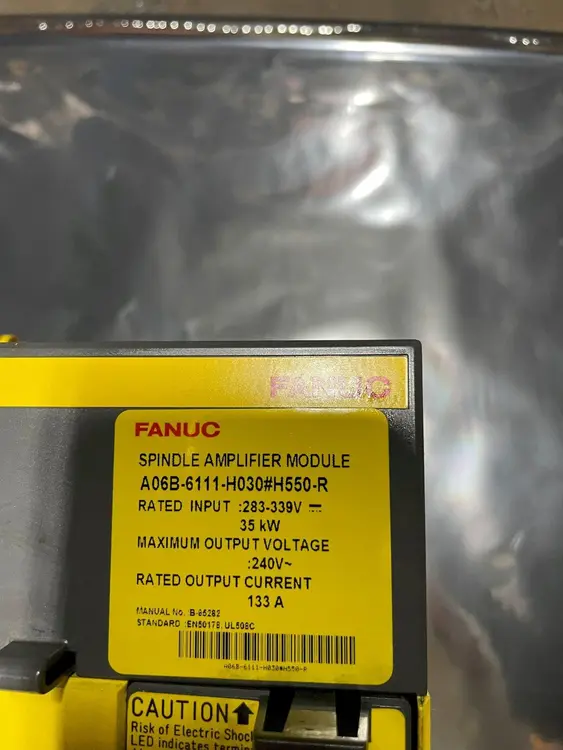 FANUC
FANUC
SPINDLE AMPLIFIER MODULE
A06B-6111-H030#H550-R
RATED INPUT :283-339V ⎓
35 kW
MAXIMUM OUTPUT VOLTAGE
:240V~
RATED OUTPUT CURRENT
133 A
MANUAL No. :B-65282
STANDARD :EN50178, UL508C
A06B-6111-H030#H550-R
CAUTION
Risk of Electric Shock
LED indicates